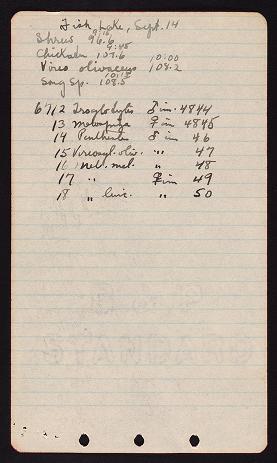 Fish Lake, Sept. 14
Shrew 96.6 9:15
Chickadee 107.6 9:45
Vireo olivaceus 108.2 10:00
Song Sp. 108.5 10:15
6712 Troglodytes ♂ im. 4844
13 Melospiza ♀ im 4845
14 Penthestes ♂ im 46
15 Vireosyl. oliv. " " 47
16 mel. mel. " 48
17 " ♀ im 49
18 " linc. " 50